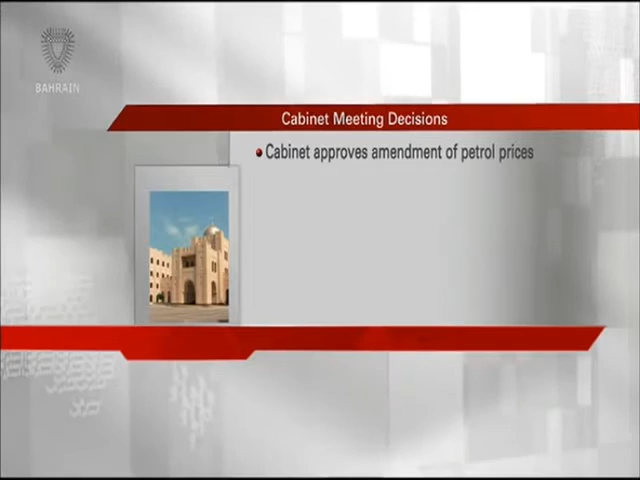 BAHRAIN
Cabinet Meeting Decisions
Cabinet approves amendment of petrol prices